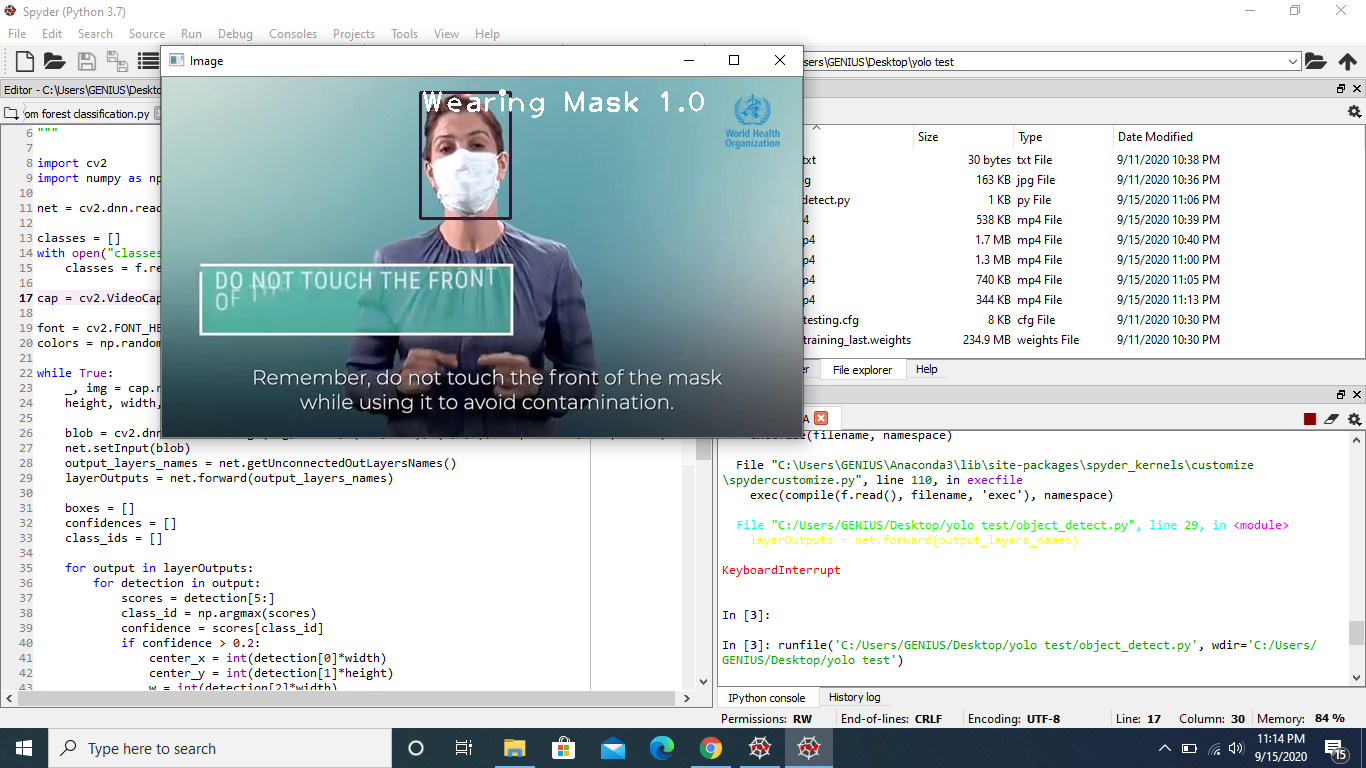 Spyder (Python 3.7)
File Edit Search Source Run Debug Consoles Projects Tools View Help
Image
sers\GENIUS\Desktop\yolo test
Editor - C:\Users\GENIUS\Deskto
om forest classification.py
6 """
7
8 import cv2
9 import numpy as np
10
11 net = cv2.dnn.read
12
13 classes = []
14 with open("classes
15 classes = f.re
16
17 cap = cv2.VideoCap
18
19 font = cv2.FONT_HE
20 colors = np.random
21
22 while True:
23 _, img = cap.r
24 height, width,
25
26 blob = cv2.dnn
27 net.setInput(blob)
28 output_layers_names = net.getUnconnectedOutLayersNames()
29 layerOutputs = net.forward(output_layers_names)
30
31 boxes = []
32 confidences = []
33 class_ids = []
34
35 for output in layerOutputs:
36 for detection in output:
37 scores = detection[5:]
38 class_id = np.argmax(scores)
39 confidence = scores[class_id]
40 if confidence > 0.2:
41 center_x = int(detection[0]*width)
42 center_y = int(detection[1]*height)
43 w = int(detection[2]*width)
Wearing Mask 1.0
World Health
Organization
DO NOT TOUCH THE FRONT
OF
Remember, do not touch the front of the mask
while using it to avoid contamination.
Size Type Date Modified
txt 30 bytes txt File 9/11/2020 10:38 PM
g 163 KB jpg File 9/11/2020 10:36 PM
detect.py 1 KB py File 9/15/2020 11:06 PM
4 538 KB mp4 File 9/11/2020 10:39 PM
p4 1.7 MB mp4 File 9/15/2020 10:40 PM
p4 1.3 MB mp4 File 9/15/2020 11:00 PM
p4 740 KB mp4 File 9/15/2020 11:05 PM
p4 344 KB mp4 File 9/15/2020 11:13 PM
testing.cfg 8 KB cfg File 9/11/2020 10:30 PM
training_last.weights 234.9 MB weights File 9/11/2020 10:30 PM
er File explorer Help
A
(filename, namespace)
File "C:\Users\GENIUS\Anaconda3\lib\site-packages\spyder_kernels\customize
\spydercustomize.py", line 110, in execfile
exec(compile(f.read(), filename, 'exec'), namespace)
File "C:/Users/GENIUS/Desktop/yolo test/object_detect.py", line 29, in <module>
layerOutputs = net.forward(output_layers_names)
KeyboardInterrupt
In [3]:
In [3]: runfile('C:/Users/GENIUS/Desktop/yolo test/object_detect.py', wdir='C:/Users/
GENIUS/Desktop/yolo test')
IPython console History log
Permissions: RW End-of-lines: CRLF Encoding: UTF-8 Line: 17 Column: 30 Memory: 84 %
Type here to search
11:14 PM
9/15/2020
15